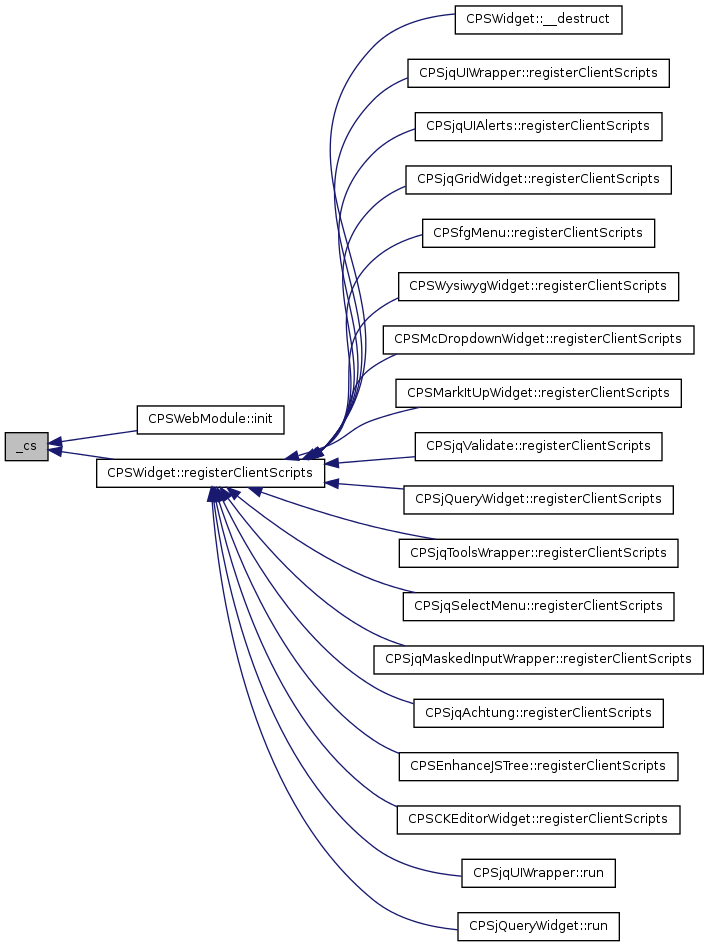 _cs
CPSWebModule::init
CPSWidget::registerClientScripts
CPSWidget::__destruct
CPSjqUIWrapper::registerClientScripts
CPSjqUIAlerts::registerClientScripts
CPSjqGridWidget::registerClientScripts
CPSfgMenu::registerClientScripts
CPSWysiwygWidget::registerClientScripts
CPSMcDropdownWidget::registerClientScripts
CPSMarkItUpWidget::registerClientScripts
CPSjqValidate::registerClientScripts
CPSjQueryWidget::registerClientScripts
CPSjqToolsWrapper::registerClientScripts
CPSjqSelectMenu::registerClientScripts
CPSjqMaskedInputWrapper::registerClientScripts
CPSjqAchtung::registerClientScripts
CPSEnhanceJSTree::registerClientScripts
CPSCKEditorWidget::registerClientScripts
CPSjqUIWrapper::run
CPSjQueryWidget::run